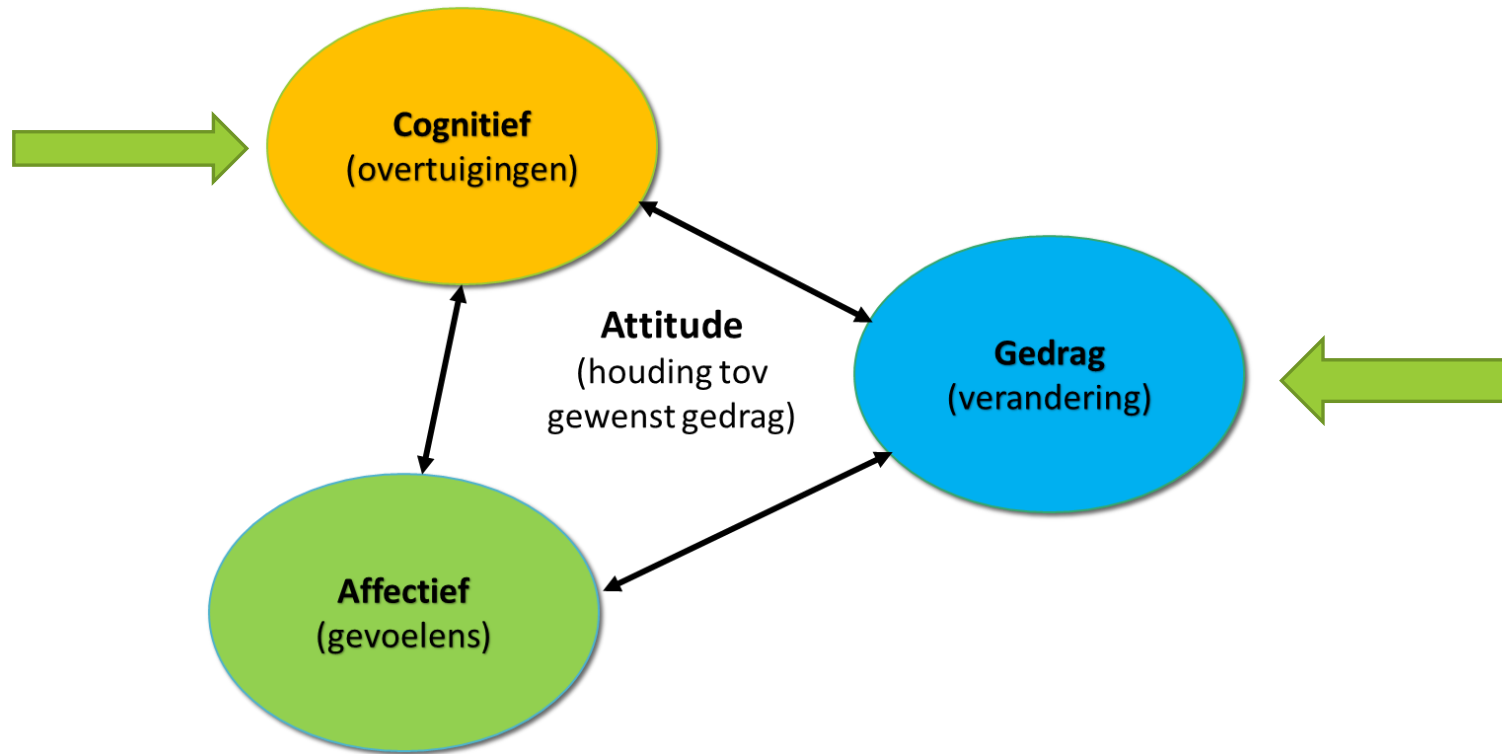 Cognitief
(overtuigingen)
Attitude
(houding tov
gewenst gedrag)
Gedrag
(verandering)
Affectief
(gevoelens)